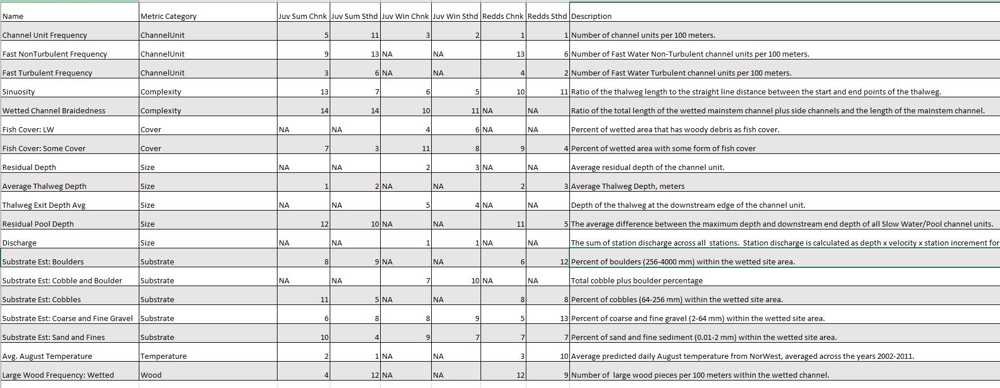 Name Metric Category Juv Sum Chnk Juv Sum Sthd Juv Win Chnk Juv Win Sthd Redds Chnk Redds Sthd Description
Channel Unit Frequency ChannelUnit 5 11 3 2 1 1 Number of channel units per 100 meters.
Fast NonTurbulent Frequency ChannelUnit 9 13 NA NA 13 6 Number of Fast Water Non-Turbulent channel units per 100 meters.
Fast Turbulent Frequency ChannelUnit 3 6 NA NA 4 2 Number of Fast Water Turbulent channel units per 100 meters.
Sinuosity Complexity 13 7 6 5 10 11 Ratio of the thalweg length to the straight line distance between the start and end points of the thalweg.
Wetted Channel Braidedness Complexity 14 14 10 11 NA NA Ratio of the total length of the wetted mainstem channel plus side channels and the length of the mainstem channel.
Fish Cover: LW Cover NA NA 4 6 NA NA Percent of wetted area that has woody debris as fish cover.
Fish Cover: Some Cover Cover 7 3 11 8 9 4 Percent of wetted area with some form of fish cover
Residual Depth Size NA NA 2 3 NA NA Average residual depth of the channel unit.
Average Thalweg Depth Size 1 2 NA NA 2 3 Average Thalweg Depth, meters
Thalweg Exit Depth Avg Size NA NA 5 4 NA NA Depth of the thalweg at the downstream edge of the channel unit.
Residual Pool Depth Size 12 10 NA NA 11 5 The average difference between the maximum depth and downstream end depth of all Slow Water/Pool channel units.
Discharge Size NA NA 1 1 NA NA The sum of station discharge across all stations. Station discharge is calculated as depth x velocity x station increment for
Substrate Est: Boulders Substrate 8 9 NA NA 6 12 Percent of boulders (256-4000 mm) within the wetted site area.
Substrate Est: Cobble and Boulder Substrate NA NA 7 10 NA NA Total cobble plus boulder percentage
Substrate Est: Cobbles Substrate 11 5 NA NA 8 8 Percent of cobbles (64-256 mm) within the wetted site area.
Substrate Est: Coarse and Fine Gravel Substrate 6 8 8 9 5 13 Percent of coarse and fine gravel (2-64 mm) within the wetted site area.
Substrate Est: Sand and Fines Substrate 10 4 9 7 7 7 Percent of sand and fine sediment (0.01-2 mm) within the wetted site area.
Avg. August Temperature Temperature 2 1 NA NA 3 10 Average predicted daily August temperature from NorWest, averaged across the years 2002-2011.
Large Wood Frequency: Wetted Wood 4 12 NA NA 12 9 Number of large wood pieces per 100 meters within the wetted channel.